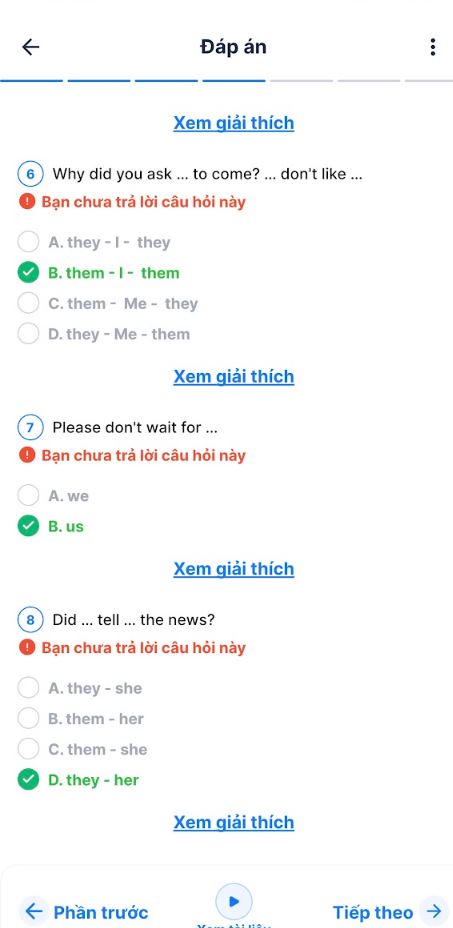 Đáp án
Xem giải thích
6 Why did you ask ... to come? ... don't like ...
Bạn chưa trả lời câu hỏi này
A. they - I - they
B. them - I - them
C. them - Me - they
D. they - Me - them
Xem giải thích
7 Please don't wait for ...
Bạn chưa trả lời câu hỏi này
A. we
B. us
Xem giải thích
8 Did ... tell ... the news?
Bạn chưa trả lời câu hỏi này
A. they - she
B. them - her
C. them - she
D. they - her
Xem giải thích
Phần trước
Tiếp theo
Xem tài liệu